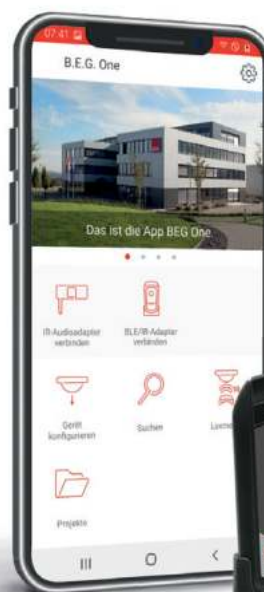 07:41
B.E.G. One
Das ist die App BEG One
IR-Audioadapter
verbinden
BLE/IR-Adapter
verbinden
Gerät
konfigurieren
Suchen
Projekte